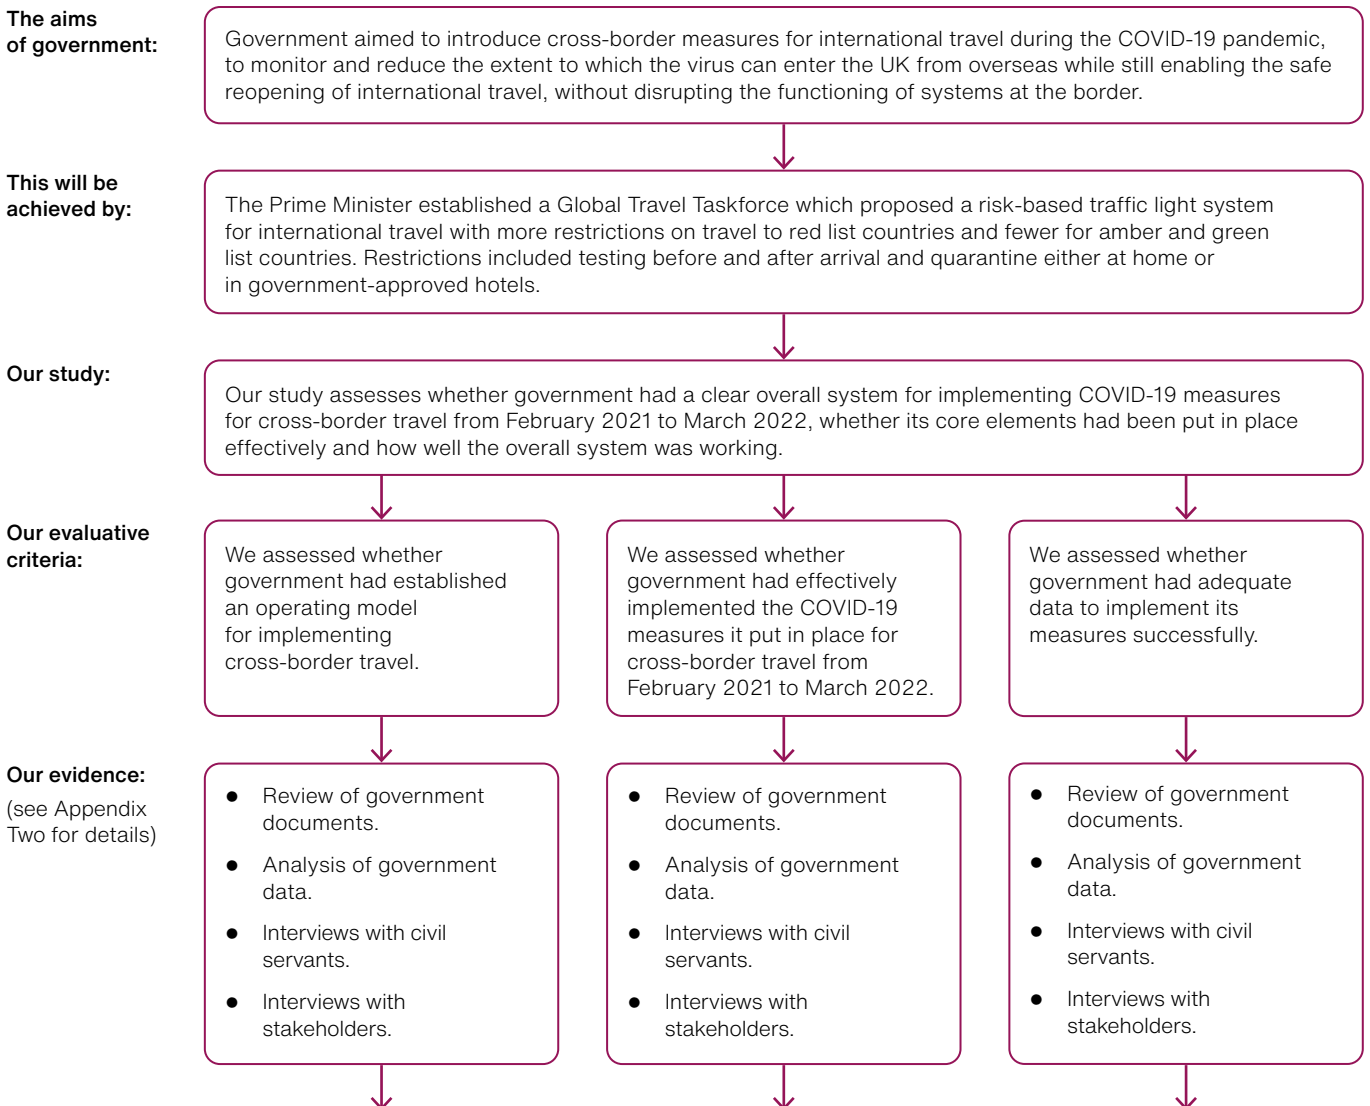 The aims
of government:
Government aimed to introduce cross-border measures for international travel during the COVID-19 pandemic,
to monitor and reduce the extent to which the virus can enter the UK from overseas while still enabling the safe
reopening of international travel, without disrupting the functioning of systems at the border.
This will be
achieved by:
The Prime Minister established a Global Travel Taskforce which proposed a risk-based traffic light system
for international travel with more restrictions on travel to red list countries and fewer for amber and green
list countries. Restrictions included testing before and after arrival and quarantine either at home or
in government-approved hotels.
Our study:
Our study assesses whether government had a clear overall system for implementing COVID-19 measures
for cross-border travel from February 2021 to March 2022, whether its core elements had been put in place
effectively and how well the overall system was working.
Our evaluative
criteria:
We assessed whether
government had established
an operating model
for implementing
cross-border travel.
We assessed whether
government had effectively
implemented the COVID-19
measures it put in place for
cross-border travel from
February 2021 to March 2022.
We assessed whether
government had adequate
data to implement its
measures successfully.
Our evidence:
(see Appendix
Two for details)
● Review of government
documents.
● Analysis of government
data.
● Interviews with civil
servants.
● Interviews with
stakeholders.
● Review of government
documents.
● Analysis of government
data.
● Interviews with civil
servants.
● Interviews with
stakeholders.
● Review of government
documents.
● Analysis of government
data.
● Interviews with civil
servants.
● Interviews with
stakeholders.